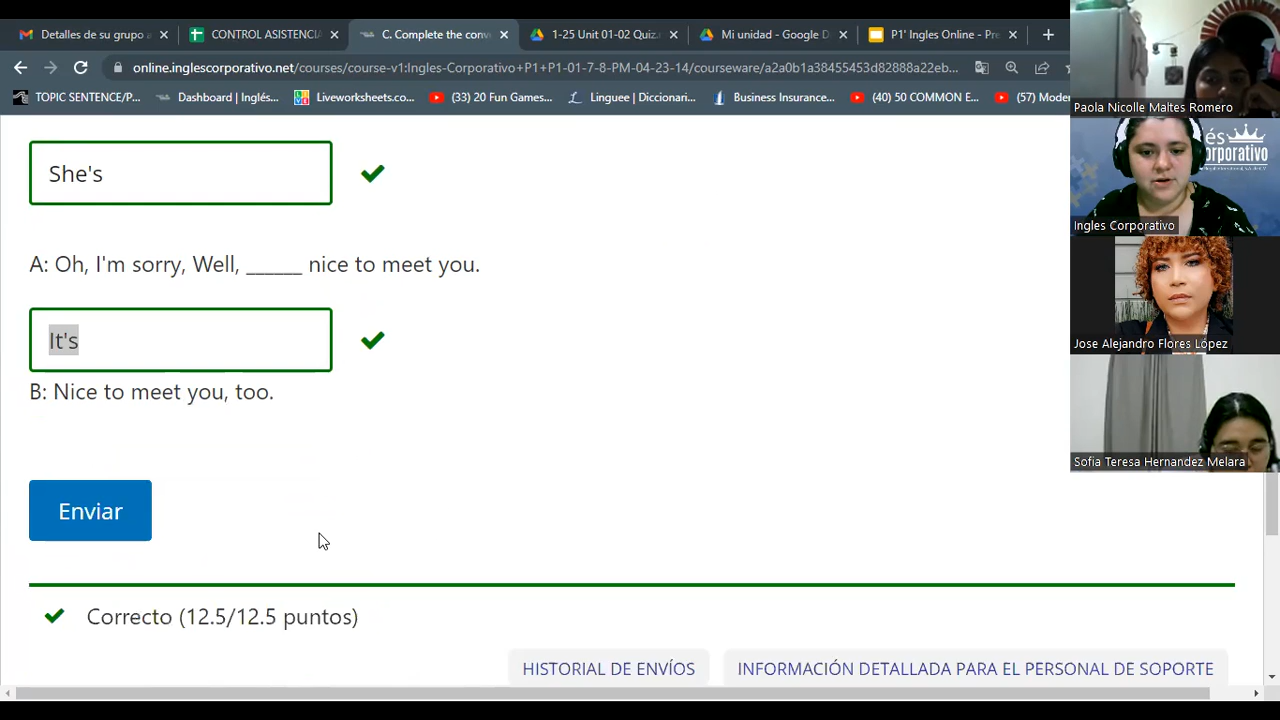 Detalles de su grupo
CONTROL ASISTENCIA
C. Complete the conv
1-25 Unit 01-02 Quiz.
Mi unidad - Google D
P1' Ingles Online - Pre
online.inglescorporativo.net/courses/course-v1:Ingles-Corporativo+P1+P1-01-7-8-PM-04-23-14/courseware/a2a0b1a38455453d82888a22eb...
TOPIC SENTENCE/P...
Dashboard | Inglés...
Liveworksheets.co...
(33) 20 Fun Games...
Linguee | Diccionari...
Business Insurance...
(40) 50 COMMON E...
(57) Moder
She's
A: Oh, I'm sorry, Well, ______ nice to meet you.
It's
B: Nice to meet you, too.
Enviar
Correcto (12.5/12.5 puntos)
HISTORIAL DE ENVÍOS
INFORMACIÓN DETALLADA PARA EL PERSONAL DE SOPORTE
Paola Nicolle Maltes Romero
és
corporativo
Ingles Corporativo
Jose Alejandro Flores López
Sofia Teresa Hernandez Melara